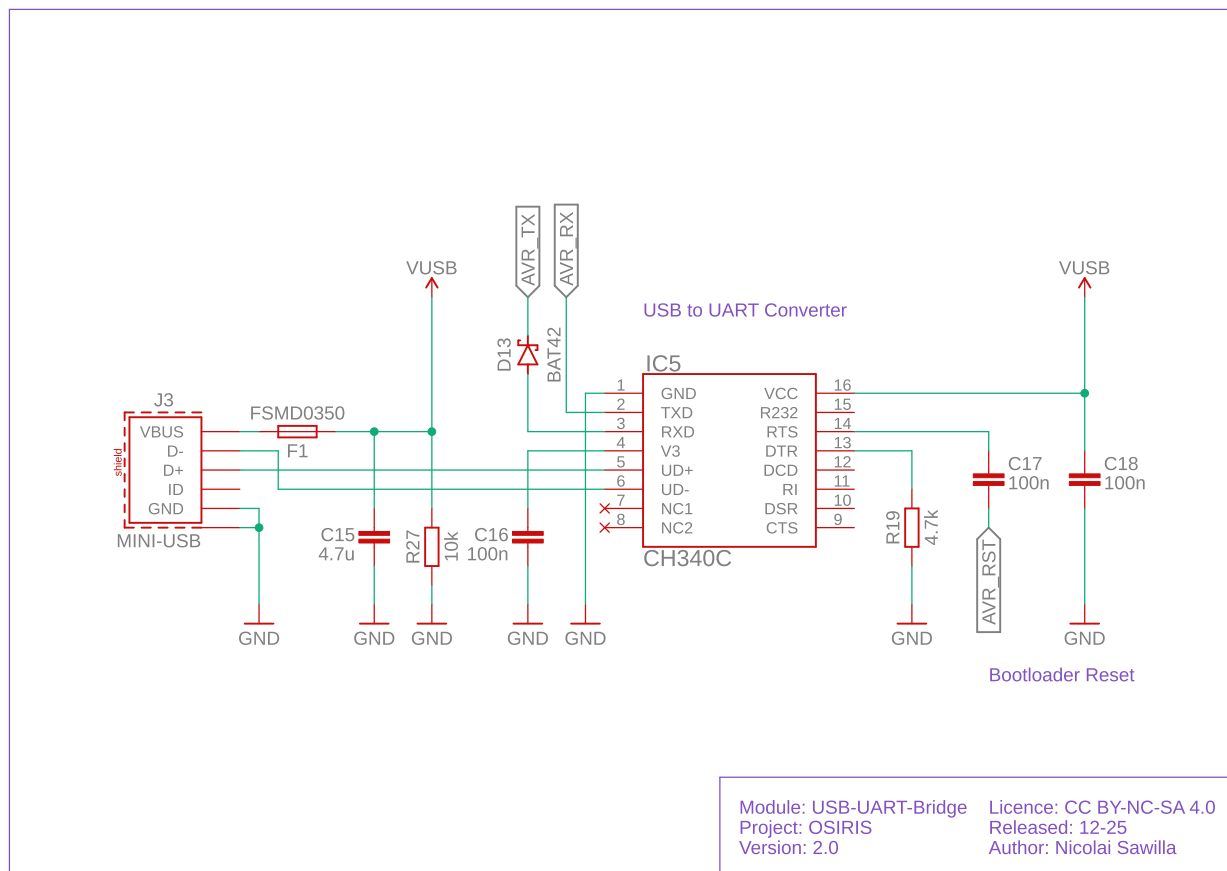 AVR_TX
AVR_RX
VUSB
VUSB
USB to UART Converter
D13
BAT42
IC5
J3
FSMD0350
F1
shield
VBUS
D-
D+
ID
GND
MINI-USB
1 GND VCC 16
2 TXD R232 15
3 RXD RTS 14
4 V3 DTR 13
5 UD+ DCD 12
6 UD- RI 11
7 NC1 DSR 10
8 NC2 CTS 9
CH340C
C15
4.7u
R27
10k
C16
100n
R19
4.7k
C17
100n
C18
100n
AVR_RST
GND
GND
GND
GND
GND
GND
GND
Bootloader Reset
Module: USB-UART-Bridge
Project: OSIRIS
Version: 2.0
Licence: CC BY-NC-SA 4.0
Released: 12-25
Author: Nicolai Sawilla